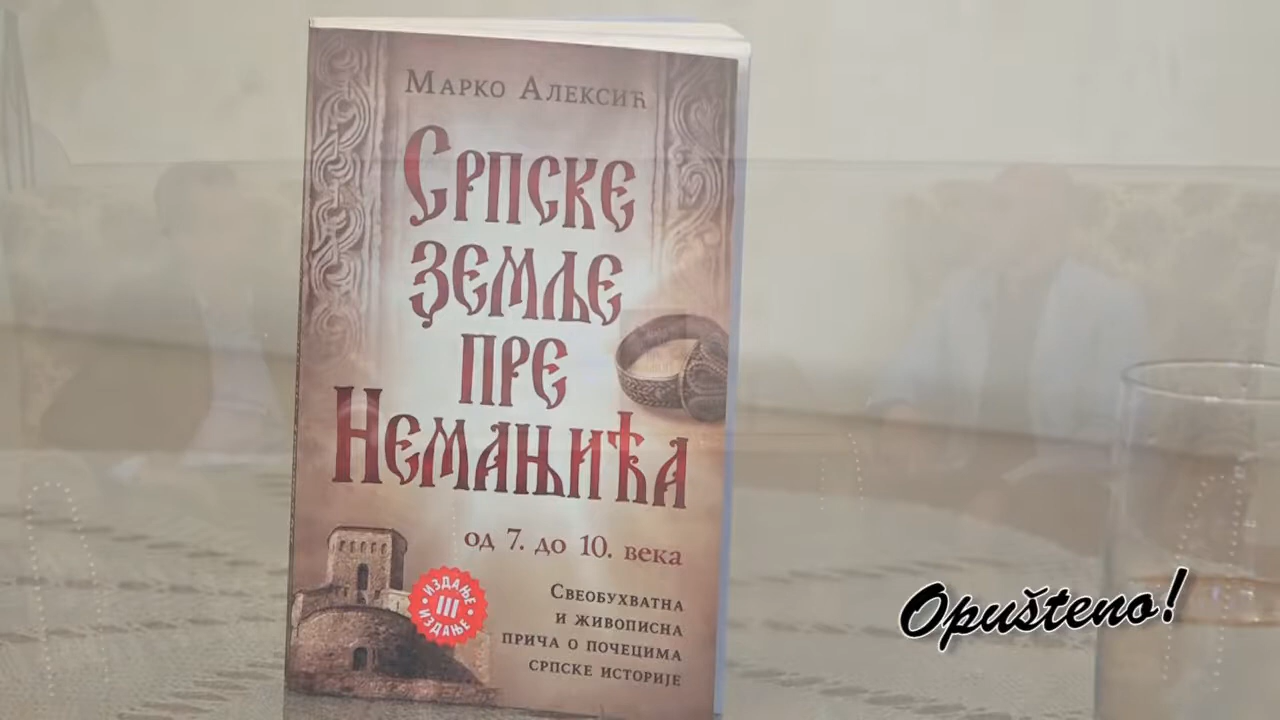 Марко Алексић
Српске
земље
пре
Немањића
од 7. до 10. века
Свеобухватна
и живописна
прича о почецима
српске историје
ИЗДАЊЕ
III
ИЗДАЊЕ
Opušteno!